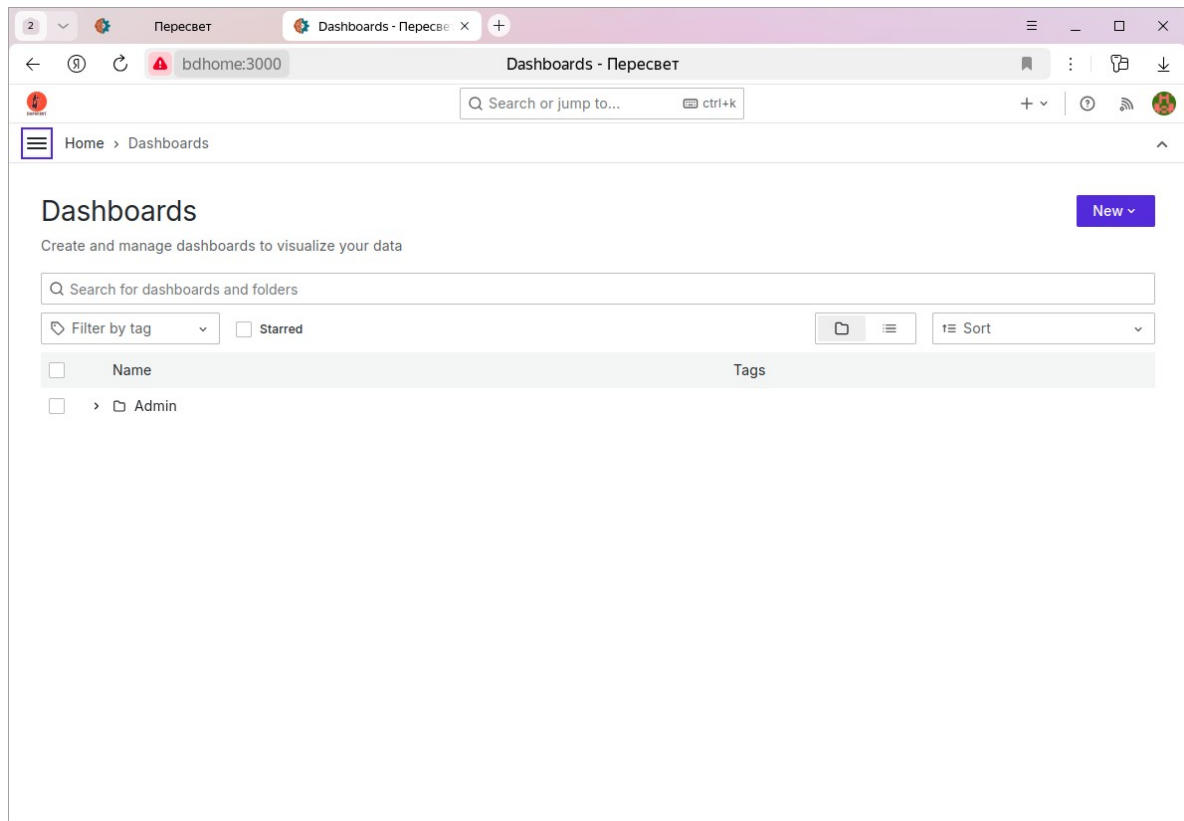 2 Пересвет Dashboards - Пересве
bdhome:3000 Dashboards - Пересвет
Search or jump to... ctrl+k
Home › Dashboards
Dashboards
New
Create and manage dashboards to visualize your data
Search for dashboards and folders
Filter by tag Starred Sort
Name Tags
Admin